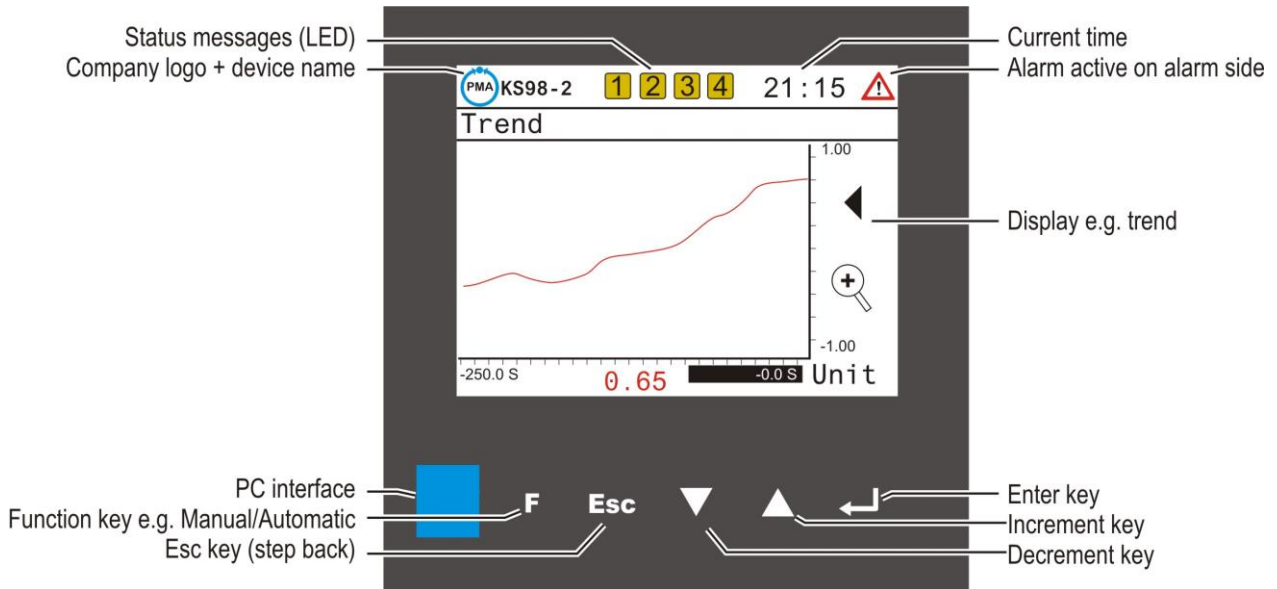 Status messages (LED)
Company logo + device name
Current time
Alarm active on alarm side
PMA KS98-2 1 2 3 4 21:15
Trend
1.00
Display e.g. trend
-1.00
-250.0 S 0.65 -0.0 S Unit
PC interface
Function key e.g. Manual/Automatic
Esc key (step back)
F Esc
Enter key
Increment key
Decrement key